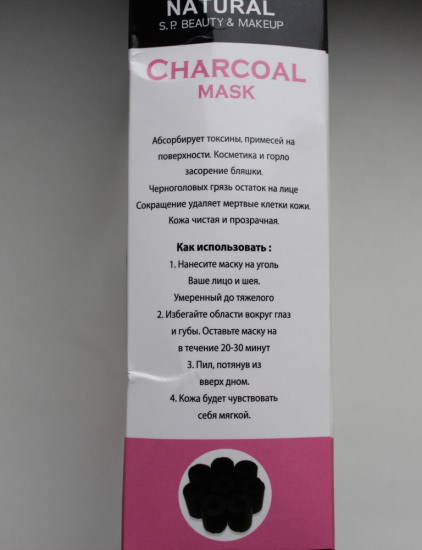 NATURAL
S.P. BEAUTY & MAKEUP
CHARCOAL
MASK
Абсорбирует токсины, примесей на
поверхности. Косметика и горло
засорение бляшки.
Черноголовых грязь остаток на лице
Сокращение удаляет мертвые клетки кожи.
Кожа чистая и прозрачная.
Как использовать :
1. Нанесите маску на уголь
Ваше лицо и шея.
Умеренный до тяжелого
2. Избегайте области вокруг глаз
и губы. Оставьте маску на
в течение 20-30 минут
3. Пил, потянув из
вверх дном.
4. Кожа будет чувствовать
себя мягкой.